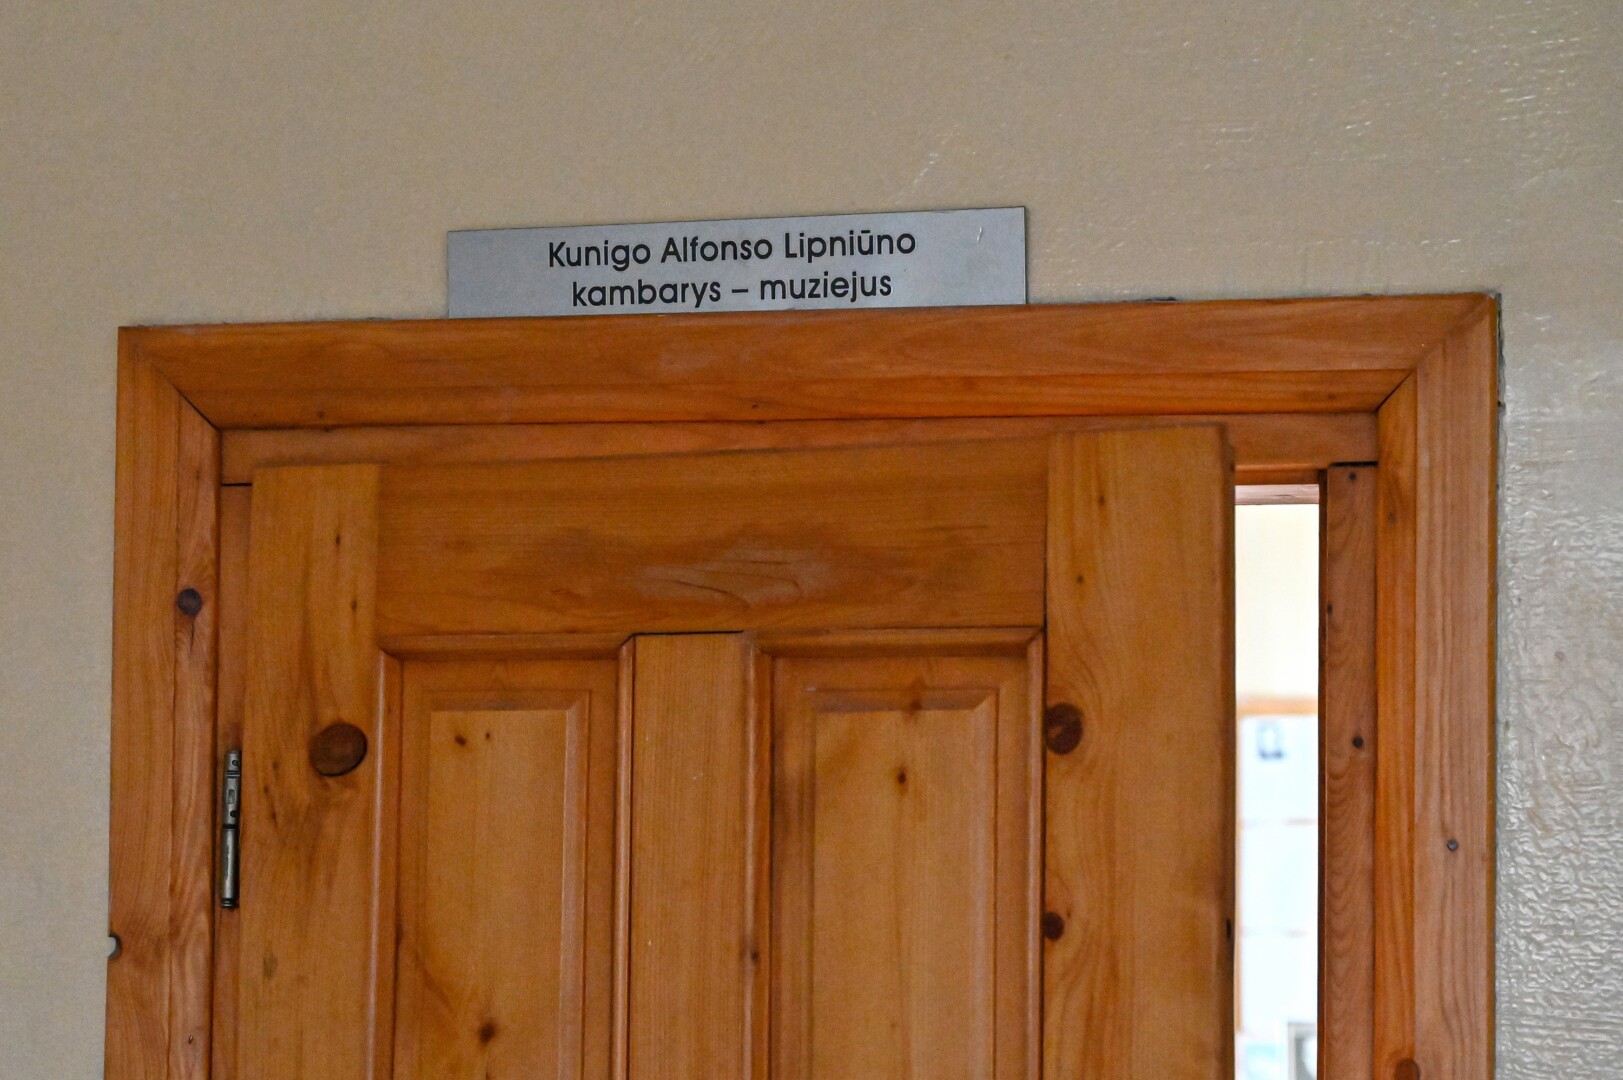 Kunigo Alfonso Lipniūno
kambarys – muziejus